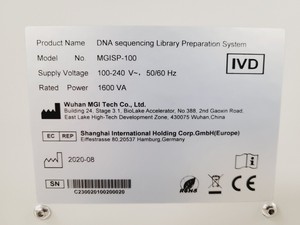 Product Name DNA sequencing Library Preparation System
Model No. MGISP-100
IVD
Supply Voltage 100-240 V~, 50/60 Hz
Rated Power 1600 VA
Wuhan MGI Tech Co., Ltd.
Building 24, Stage 3.1, BioLake Accelerator, No.388, 2nd Gaoxin Road,
East Lake High-Tech Development Zone, 430075 Wuhan, China
EC REP Shanghai International Holding Corp.GmbH(Europe)
Eiffestrasse 80,20537 Hamburg,Germany
2020-08
SN
C230020190200020